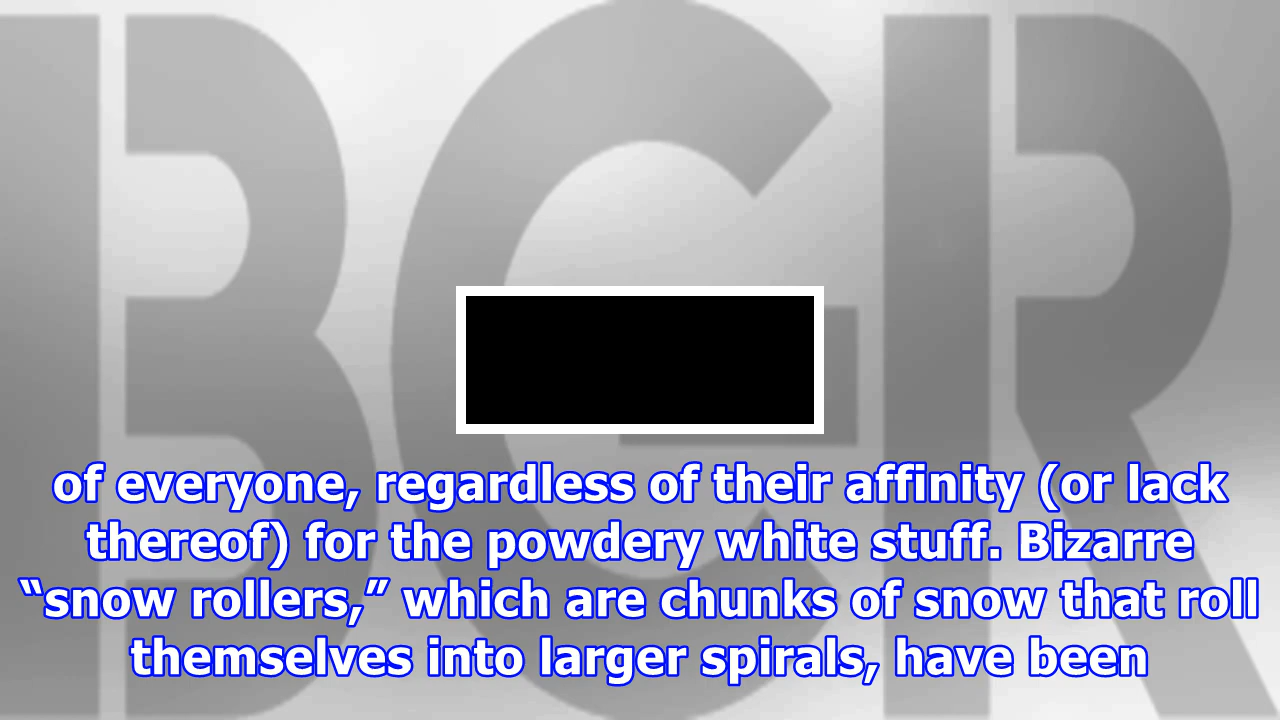 BGR
of everyone, regardless of their affinity (or lack
thereof) for the powdery white stuff. Bizarre
“snow rollers,” which are chunks of snow that roll
themselves into larger spirals, have been